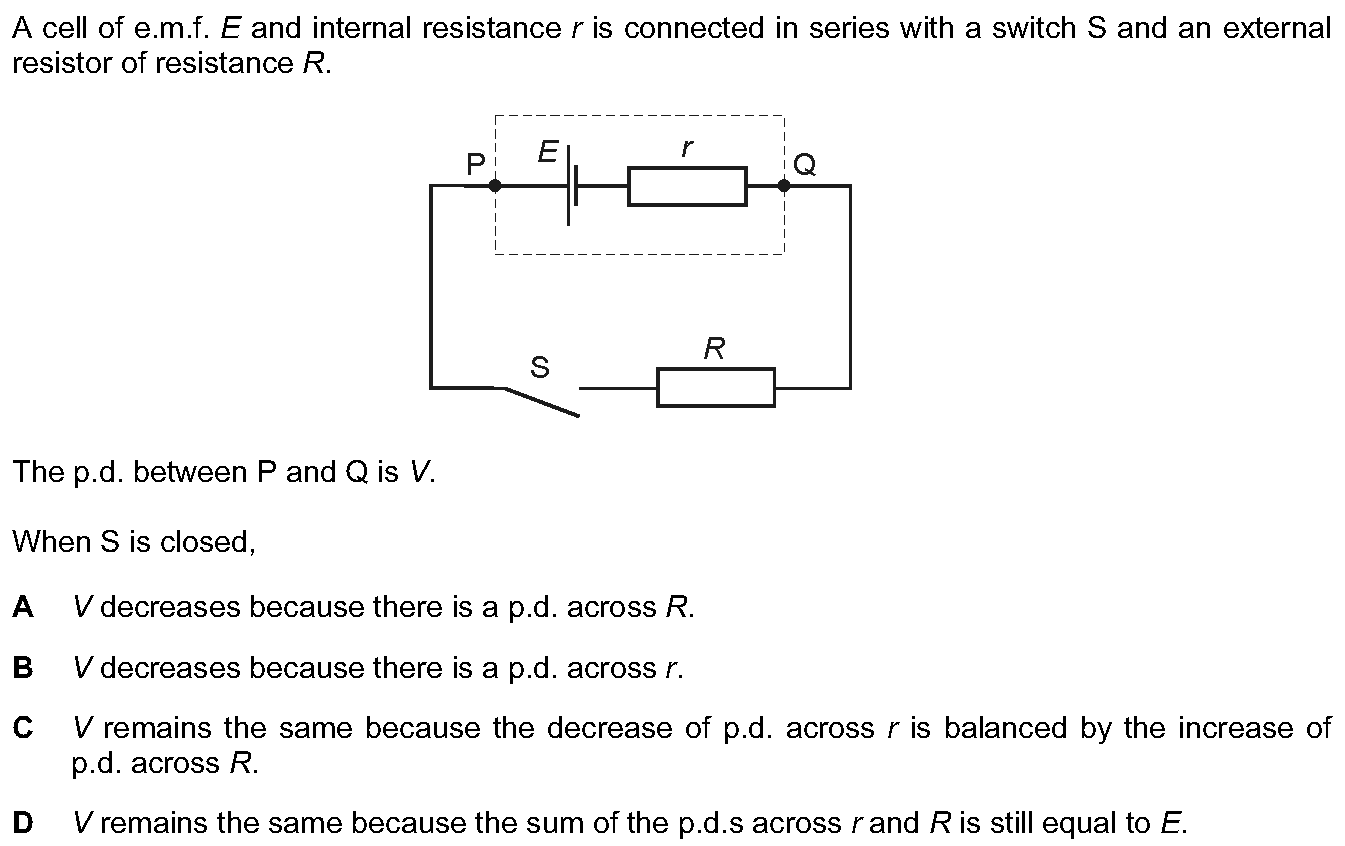 A cell of e.m.f. E and internal resistance r is connected in series with a switch S and an external
resistor of resistance R.
E
r
P
Q
R
S
The p.d. between P and Q is V.
When S is closed,
A V decreases because there is a p.d. across R.
B V decreases because there is a p.d. across r.
C V remains the same because the decrease of p.d. across r is balanced by the increase of
p.d. across R.
D V remains the same because the sum of the p.d.s across r and R is still equal to E.